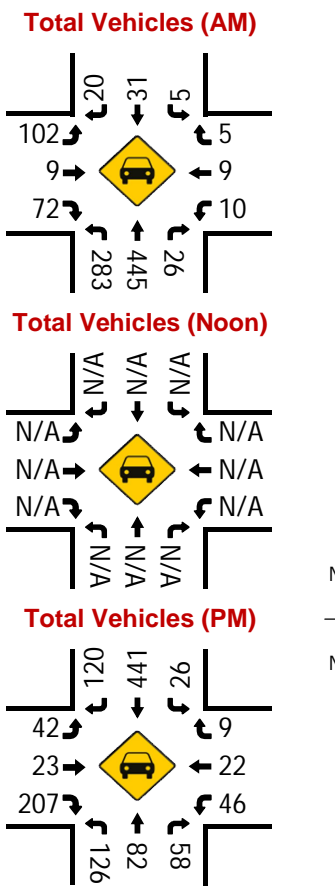 Total Vehicles (AM)
20 31 5
102 5
9 9
72 10
283 445 26
Total Vehicles (Noon)
N/A N/A N/A
N/A N/A
N/A N/A
N/A N/A
N/A N/A N/A
Total Vehicles (PM)
120 441 26
42 9
23 22
207 46
126 82 58